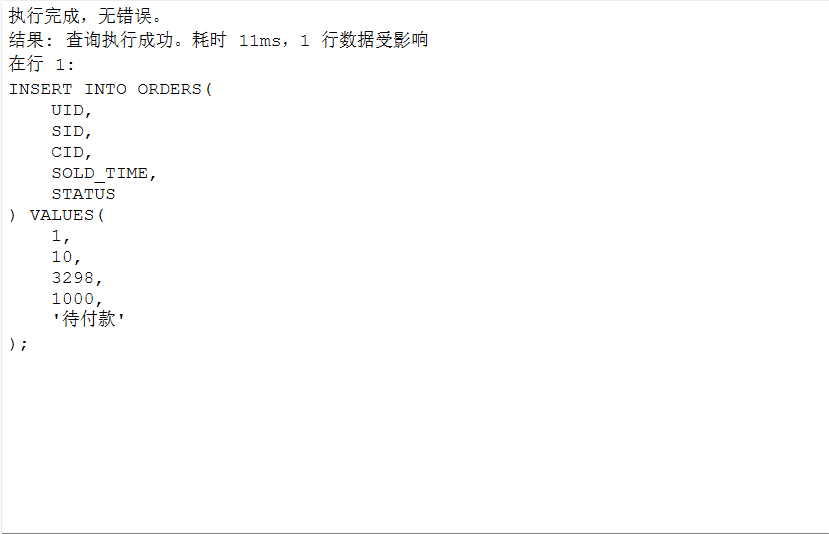 执行完成，无错误。
结果: 查询执行成功。耗时 11ms，1 行数据受影响
在行 1:
INSERT INTO ORDERS(
    UID,
    SID,
    CID,
    SOLD_TIME,
    STATUS
) VALUES(
    1,
    10,
    3298,
    1000,
    '待付款'
);